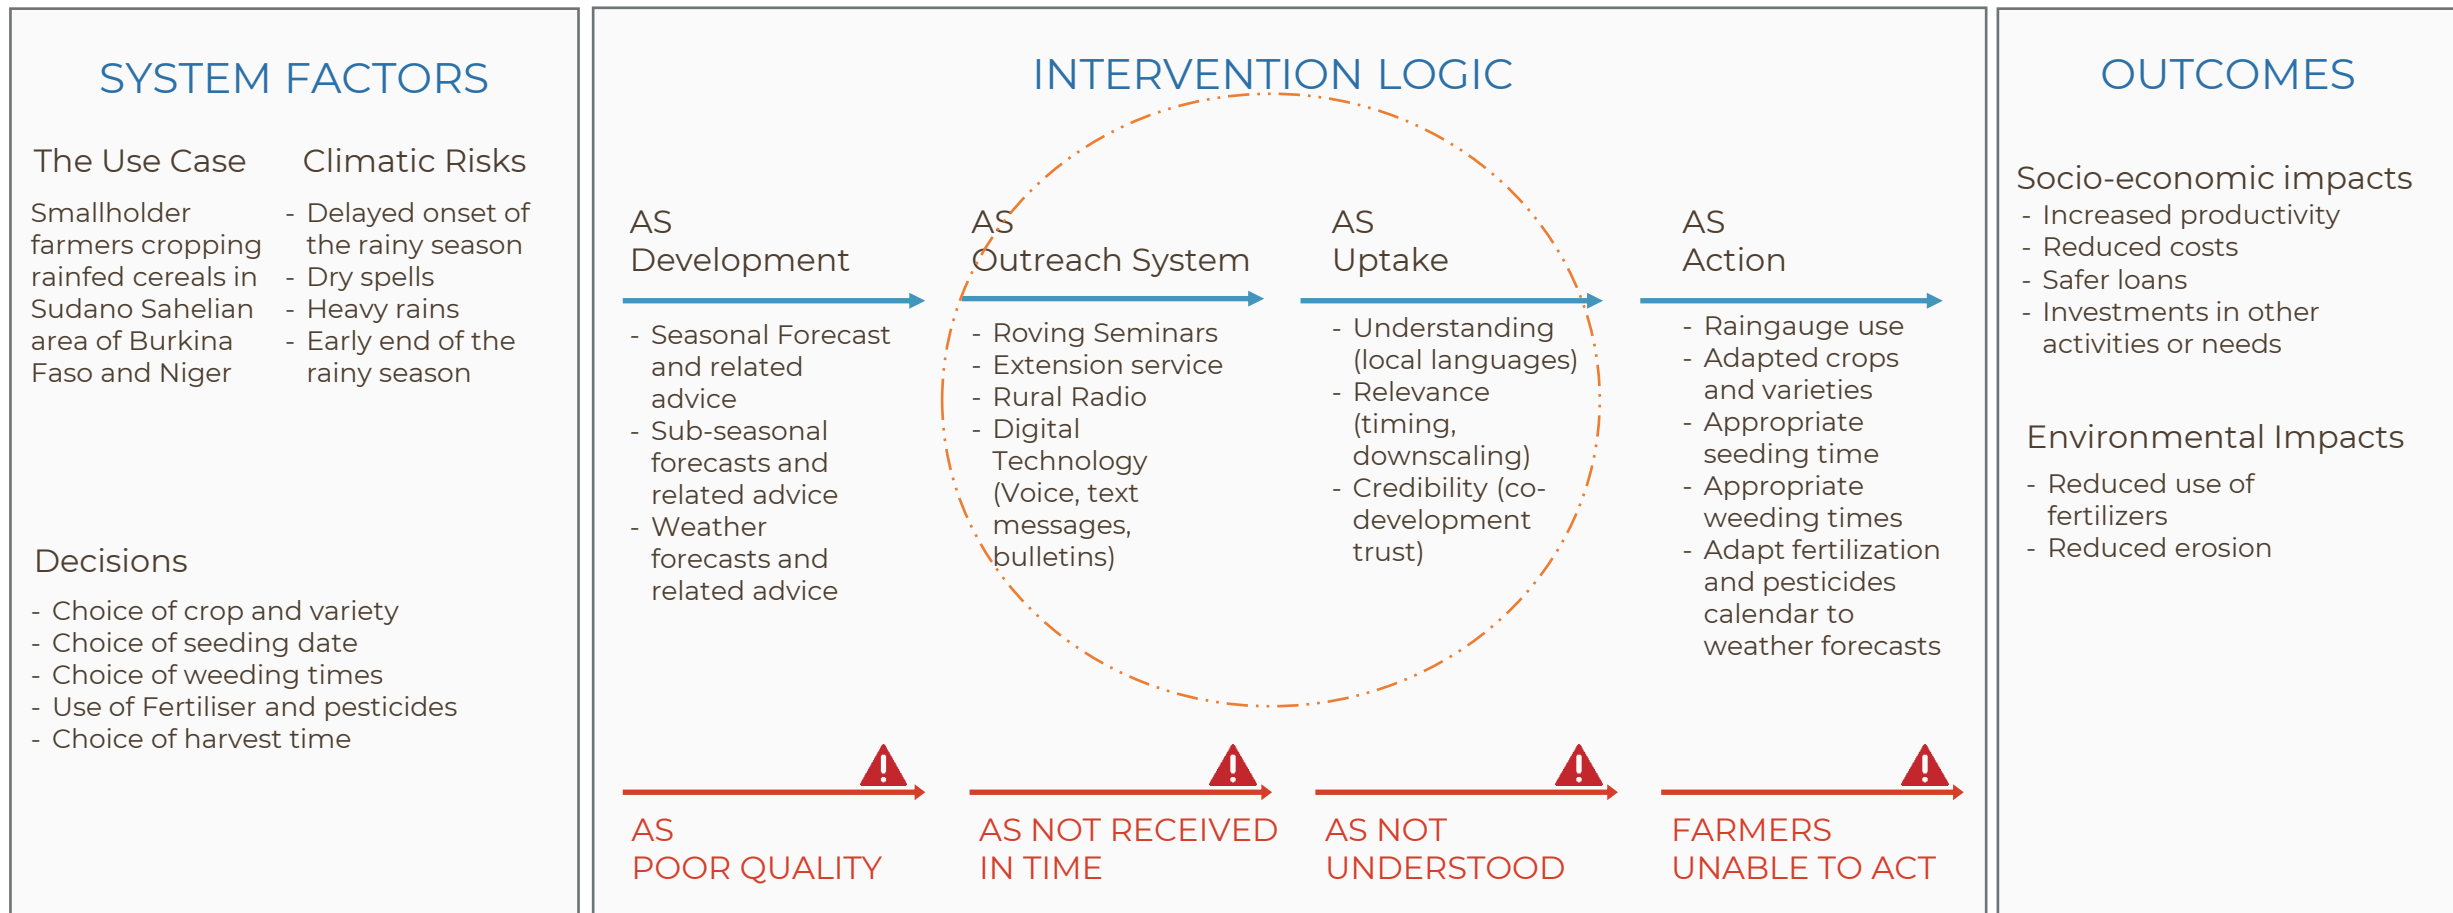 SYSTEM FACTORS
The Use Case
Smallholder
farmers cropping
rainfed cereals in
Sudano Sahelian
area of Burkina
Faso and Niger
Climatic Risks
- Delayed onset of
the rainy season
- Dry spells
- Heavy rains
- Early end of the
rainy season
Decisions
- Choice of crop and variety
- Choice of seeding date
- Choice of weeding times
- Use of Fertiliser and pesticides
- Choice of harvest time
INTERVENTION LOGIC
AS
Development
- Seasonal Forecast
and related
advice
- Sub-seasonal
forecasts and
related advice
- Weather
forecasts and
related advice
AS
Outreach System
- Roving Seminars
- Extension service
- Rural Radio
- Digital
Technology
(Voice, text
messages,
bulletins)
AS
Uptake
- Understanding
(local languages)
- Relevance
(timing,
downscaling)
- Credibility (co-
development
trust)
AS
Action
- Raingauge use
- Adapted crops
and varieties
- Appropriate
seeding time
- Appropriate
weeding times
- Adapt fertilization
and pesticides
calendar to
weather forecasts
AS
POOR QUALITY
AS NOT RECEIVED
IN TIME
AS NOT
UNDERSTOOD
FARMERS
UNABLE TO ACT
OUTCOMES
Socio-economic impacts
- Increased productivity
- Reduced costs
- Safer loans
- Investments in other
activities or needs
Environmental Impacts
- Reduced use of
fertilizers
- Reduced erosion